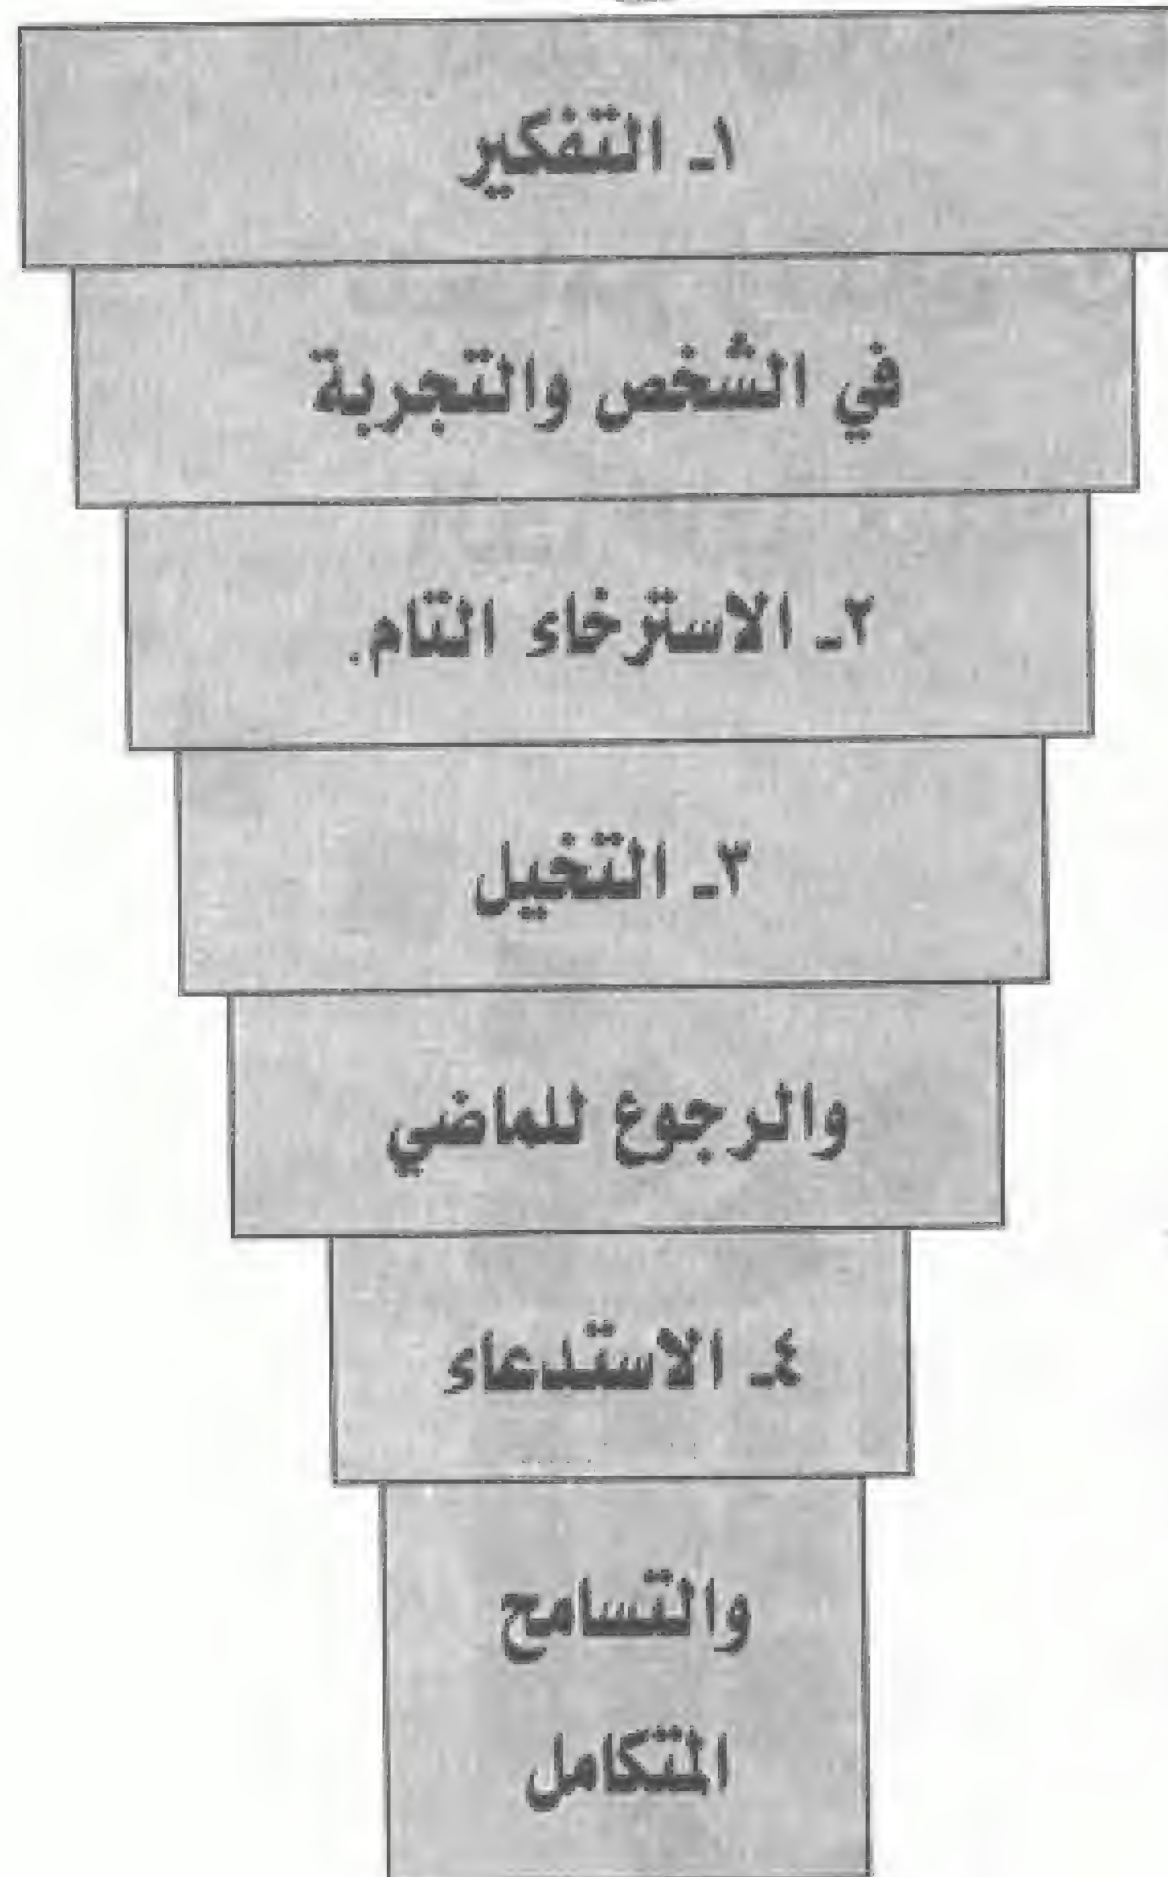 ١ـ التفكير
في الشخص والتجربة
٢ـ الاسترخاء التام.
٣ـ التخيل
والرجوع للماضي
٤ـ الاستدعاء
والتسامح
المتكامل